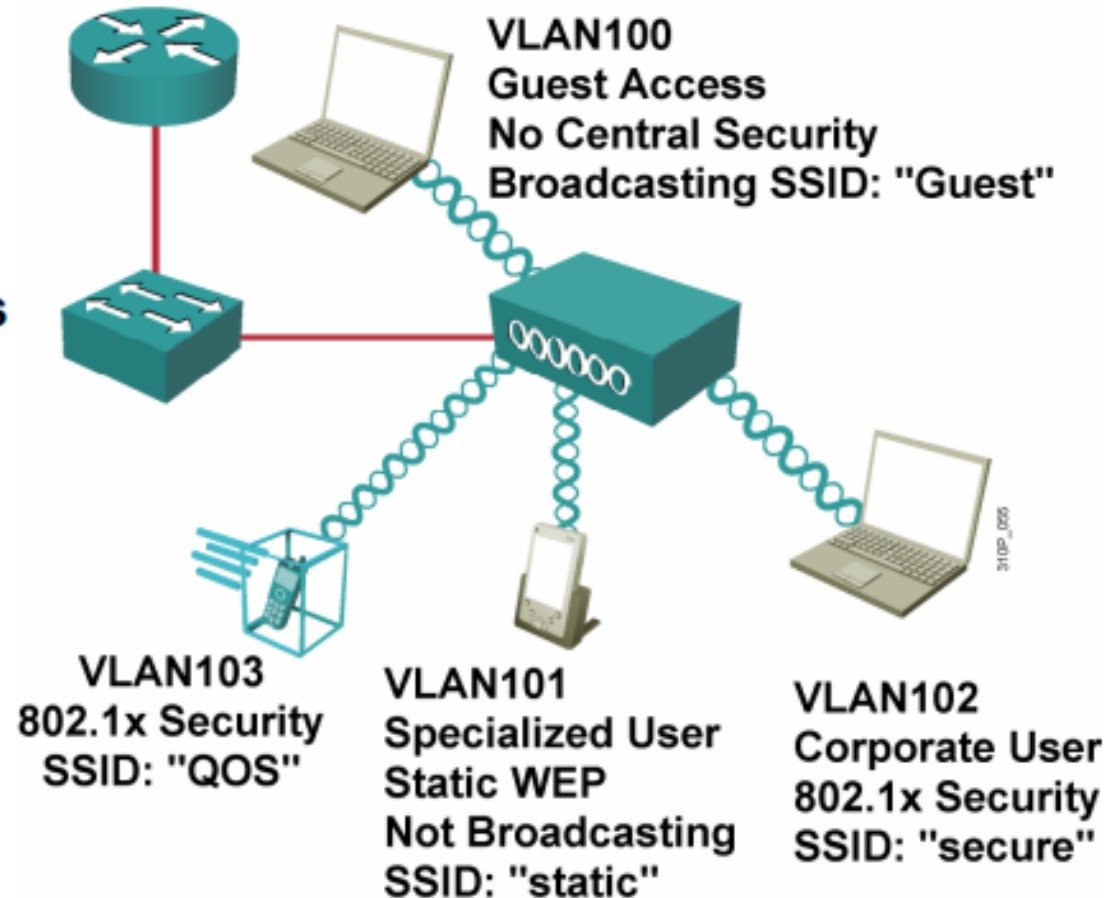 VLAN100
Guest Access
No Central Security
Broadcasting SSID: "Guest"
s
310P_055
VLAN103
802.1x Security
SSID: "QOS"
VLAN101
Specialized User
Static WEP
Not Broadcasting
SSID: "static"
VLAN102
Corporate User
802.1x Security
SSID: "secure"